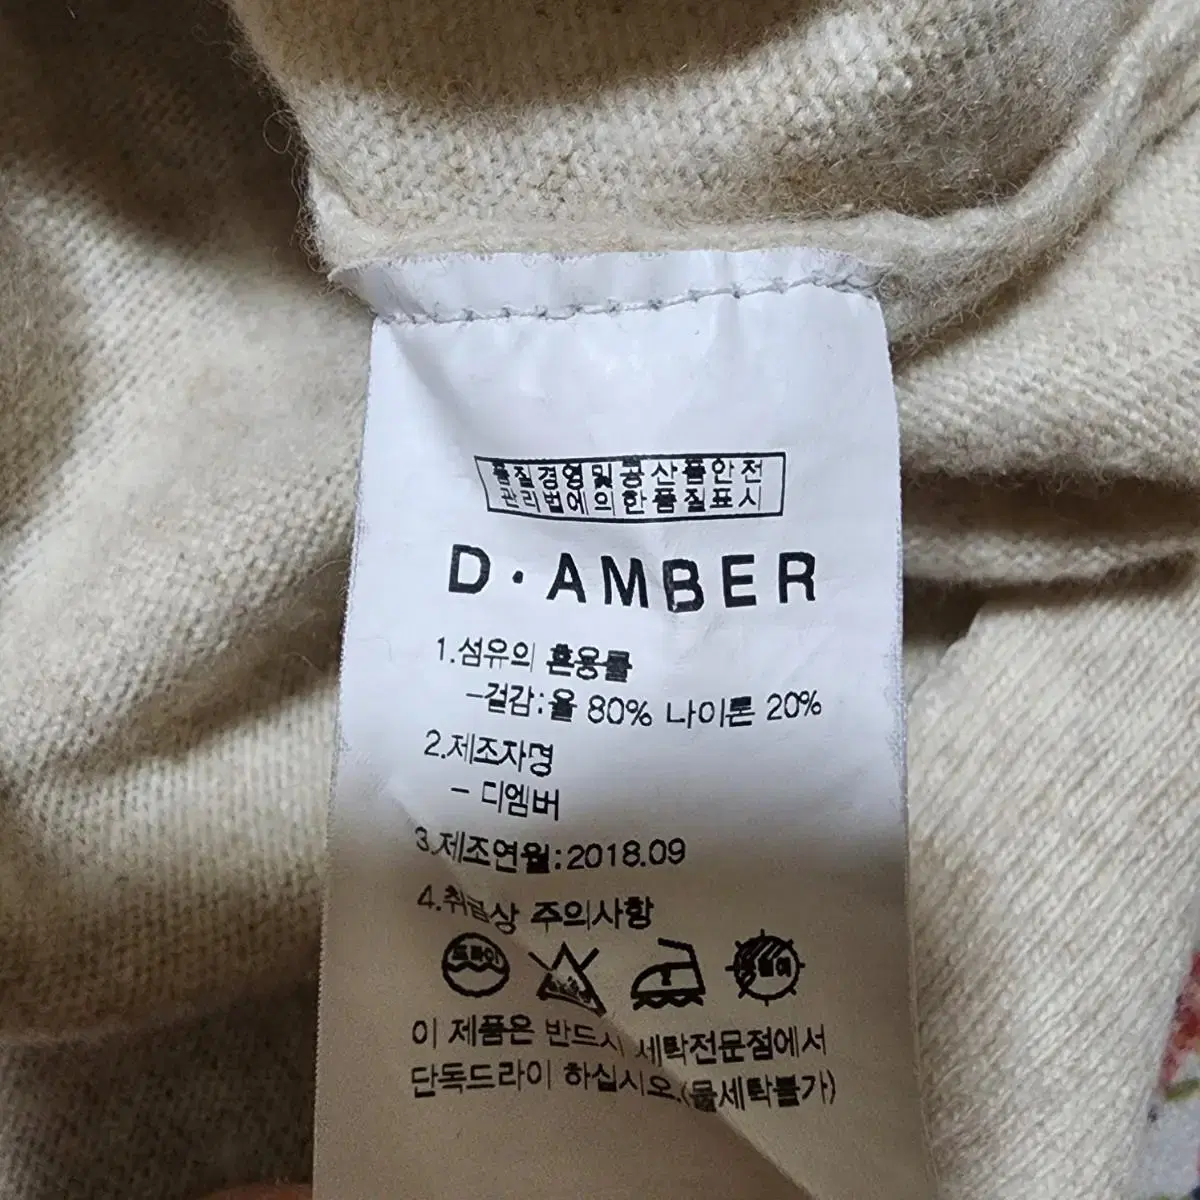 품질경영및공산품안전
관리법에의한품질표시
D·AMBER
1.섬유의 혼용률
-겉감:울 80% 나이론 20%
2.제조자명
- 디엠버
3.제조연월:2018.09
4.취급상 주의사항
드라이
이 제품은 반드시 세탁전문점에서
단독드라이 하십시오.(물세탁불가)